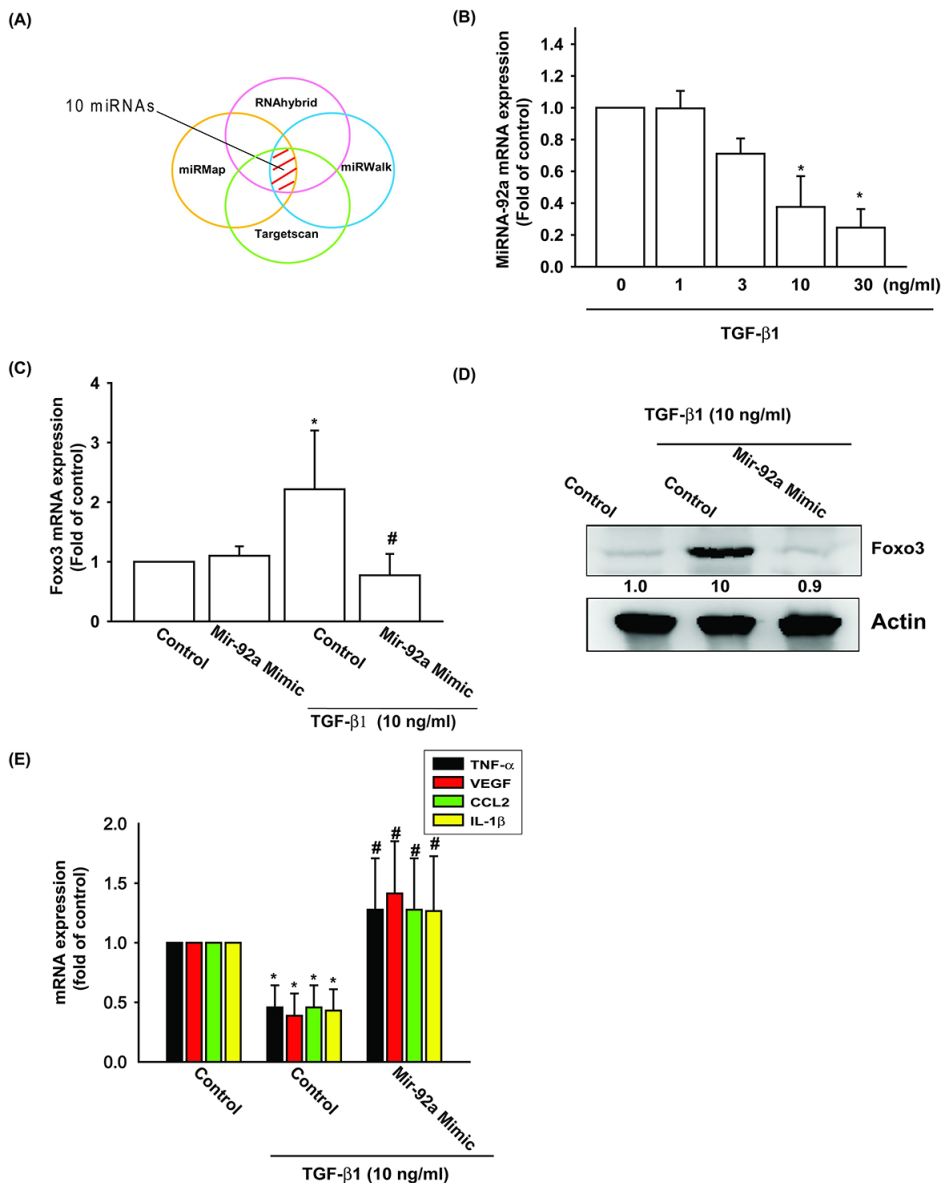 (A)
10 miRNAs
RNAhybrid
miRMap
miRWalk
Targetscan
(B)
MiRNA-92a mRNA expression
(Fold of control)
1.4
1.2
1.0
0.8
0.6
0.4
0.2
0.0
*
*
0 1 3 10 30 (ng/ml)
TGF-β1
(C)
Foxo3 mRNA expression
(Fold of control)
4
3
2
1
0
*
#
Control
Mir-92a Mimic
Control
Mir-92a Mimic
TGF-β1 (10 ng/ml)
(D)
TGF-β1 (10 ng/ml)
Control
Control
Mir-92a Mimic
Foxo3
1.0 10 0.9
Actin
(E)
TNF-α
VEGF
CCL2
IL-1β
mRNA expression
(fold of control)
2.0
1.5
1.0
0.5
0.0
* * * *
# # # #
Control
Control
Mir-92a Mimic
TGF-β1 (10 ng/ml)